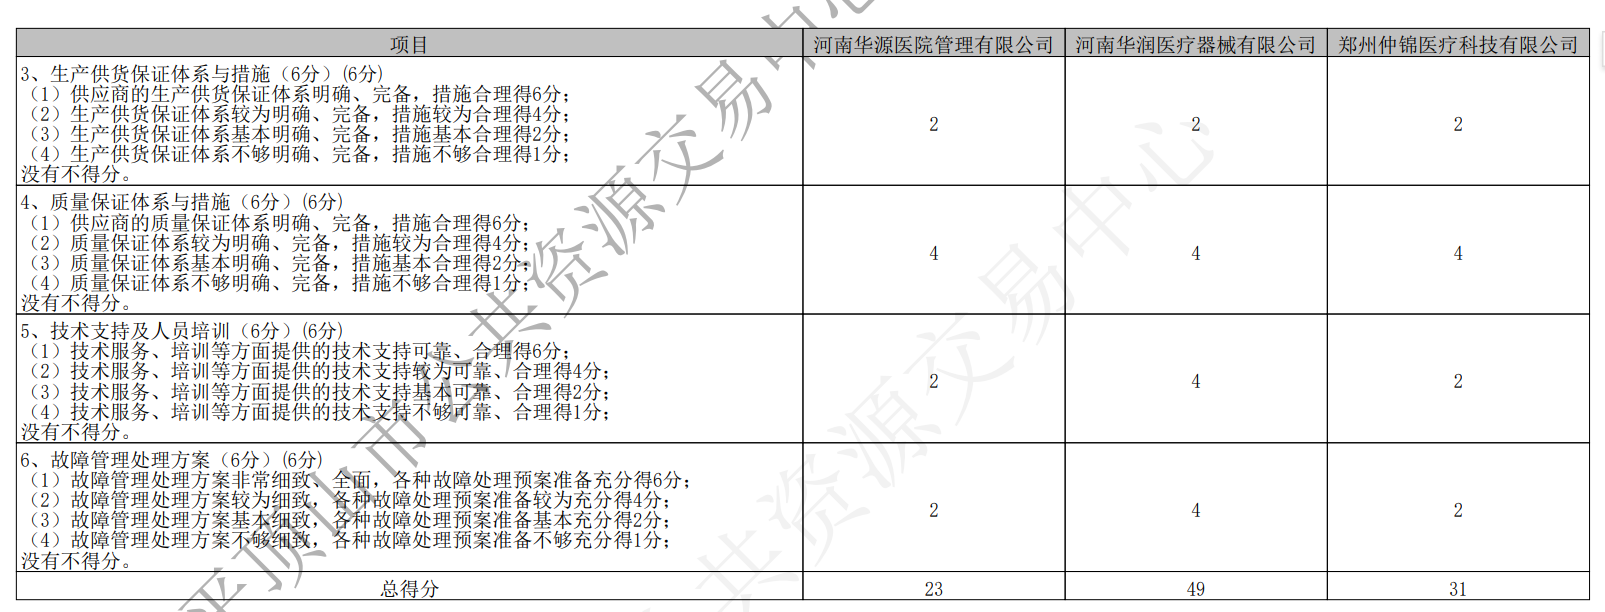 项目 河南华源医院管理有限公司 河南华润医疗器械有限公司 郑州仲锦医疗科技有限公司
3、生产供货保证体系与措施（6分）(6分)
（1）供应商的生产供货保证体系明确、完备，措施合理得6分；
（2）生产供货保证体系较为明确、完备，措施较为合理得4分；
（3）生产供货保证体系基本明确、完备，措施基本合理得2分；
（4）生产供货保证体系不够明确、完备，措施不够合理得1分；
没有不得分。
2 2 2
4、质量保证体系与措施（6分）(6分)
（1）供应商的质量保证体系明确、完备，措施合理得6分；
（2）质量保证体系较为明确、完备，措施较为合理得4分；
（3）质量保证体系基本明确、完备，措施基本合理得2分；
（4）质量保证体系不够明确、完备，措施不够合理得1分；
没有不得分。
4 4 4
5、技术支持及人员培训（6分）(6分)
（1）技术服务、培训等方面提供的技术支持可靠、合理得6分；
（2）技术服务、培训等方面提供的技术支持较为可靠、合理得4分；
（3）技术服务、培训等方面提供的技术支持基本可靠、合理得2分；
（4）技术服务、培训等方面提供的技术支持不够可靠、合理得1分；
没有不得分。
2 4 2
6、故障管理处理方案（6分）(6分)
（1）故障管理处理方案非常细致、全面，各种故障处理预案准备充分得6分；
（2）故障管理处理方案较为细致，各种故障处理预案准备较为充分得4分；
（3）故障管理处理方案基本细致，各种故障处理预案准备基本充分得2分；
（4）故障管理处理方案不够细致，各种故障处理预案准备不够充分得1分；
没有不得分。
2 4 2
总得分 23 49 31
平顶山市公共资源交易中心
公共资源交易中心